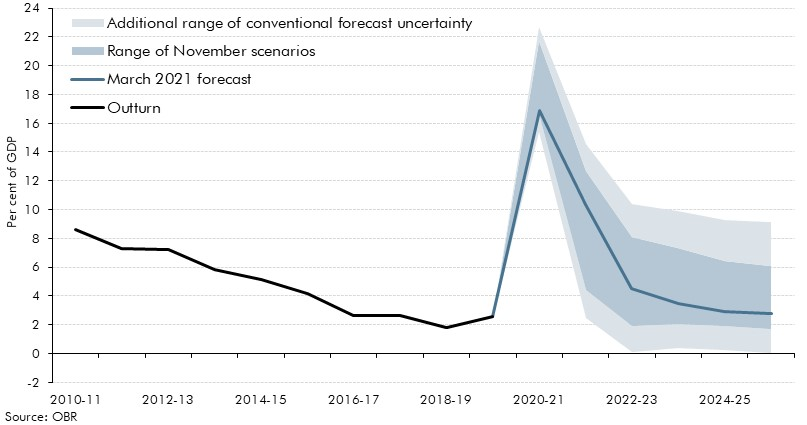 24
22
20
18
16
14
12
10
8
6
4
2
0
-2
Per cent of GDP
Additional range of conventional forecast uncertainty
Range of November scenarios
March 2021 forecast
Outturn
2010-11 2012-13 2014-15 2016-17 2018-19 2020-21 2022-23 2024-25
Source: OBR